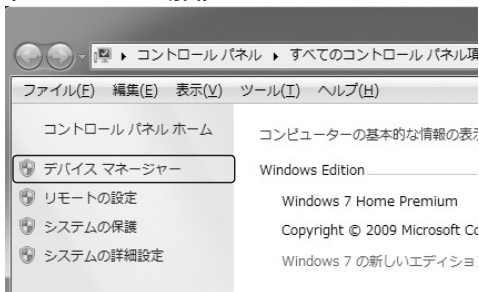 コントロール パネル ▸ すべてのコントロール パネル項
ファイル(F) 編集(E) 表示(V) ツール(T) ヘルプ(H)
コントロール パネル ホーム
デバイス マネージャー
リモートの設定
システムの保護
システムの詳細設定
コンピューターの基本的な情報の表示
Windows Edition
Windows 7 Home Premium
Copyright © 2009 Microsoft Co
Windows 7 の新しいエディショ